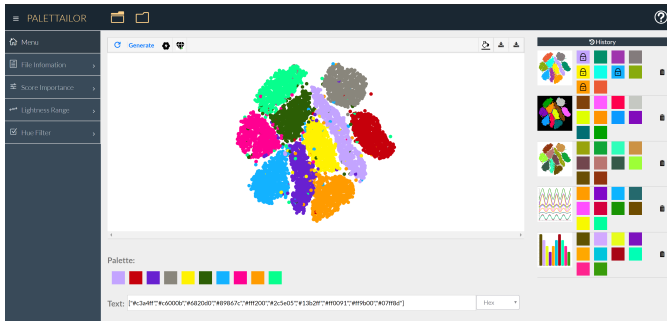 ≡ PALETTAILOR
Menu
File Infomation
Score Importance
Lightness Range
Hue Filter
Generate
History
Palette:
Text: ["#c3a4ff","#c6000b","#6820d0","#89867c","#fff200","#2c5e05","#13b2ff","#ff0091","#ff9b00","#07ff8d"]
Hex